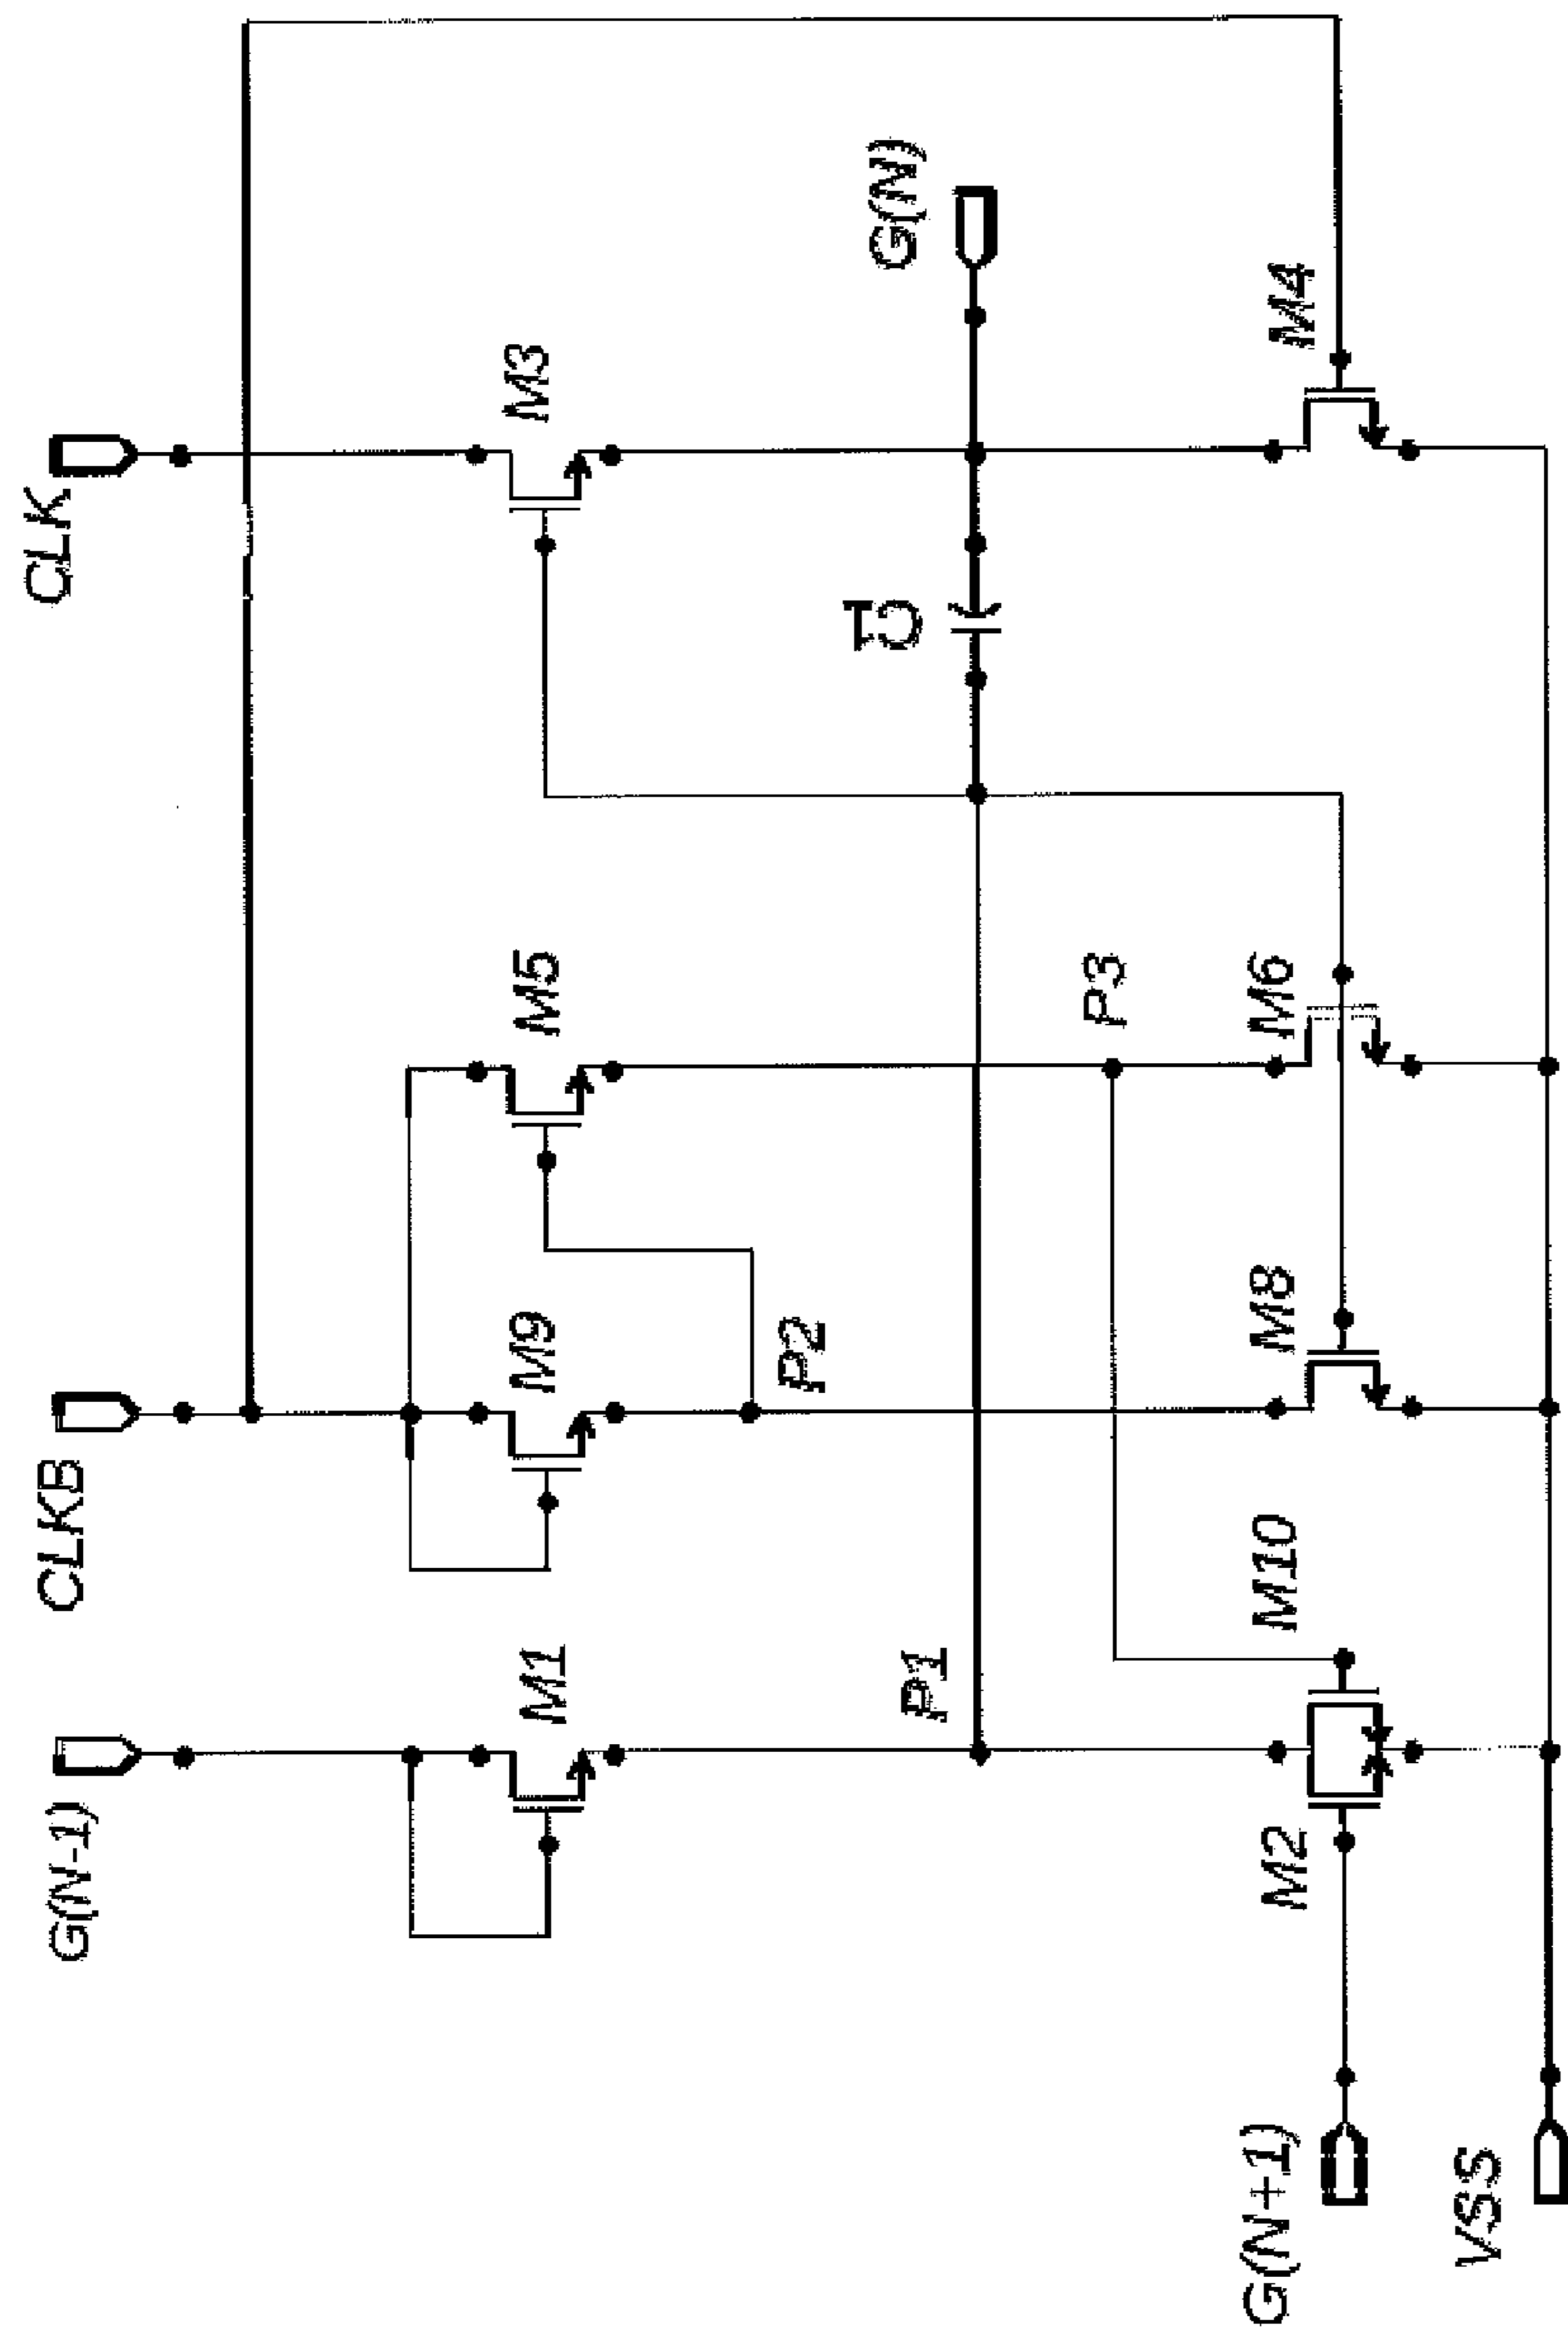 CLK
CLKB
G(N-1)
M3
M5
M9
M1
G(N)
C1
P2
P1
P3
M4
M6
M8
M10
M2
G(N+1)
VSS